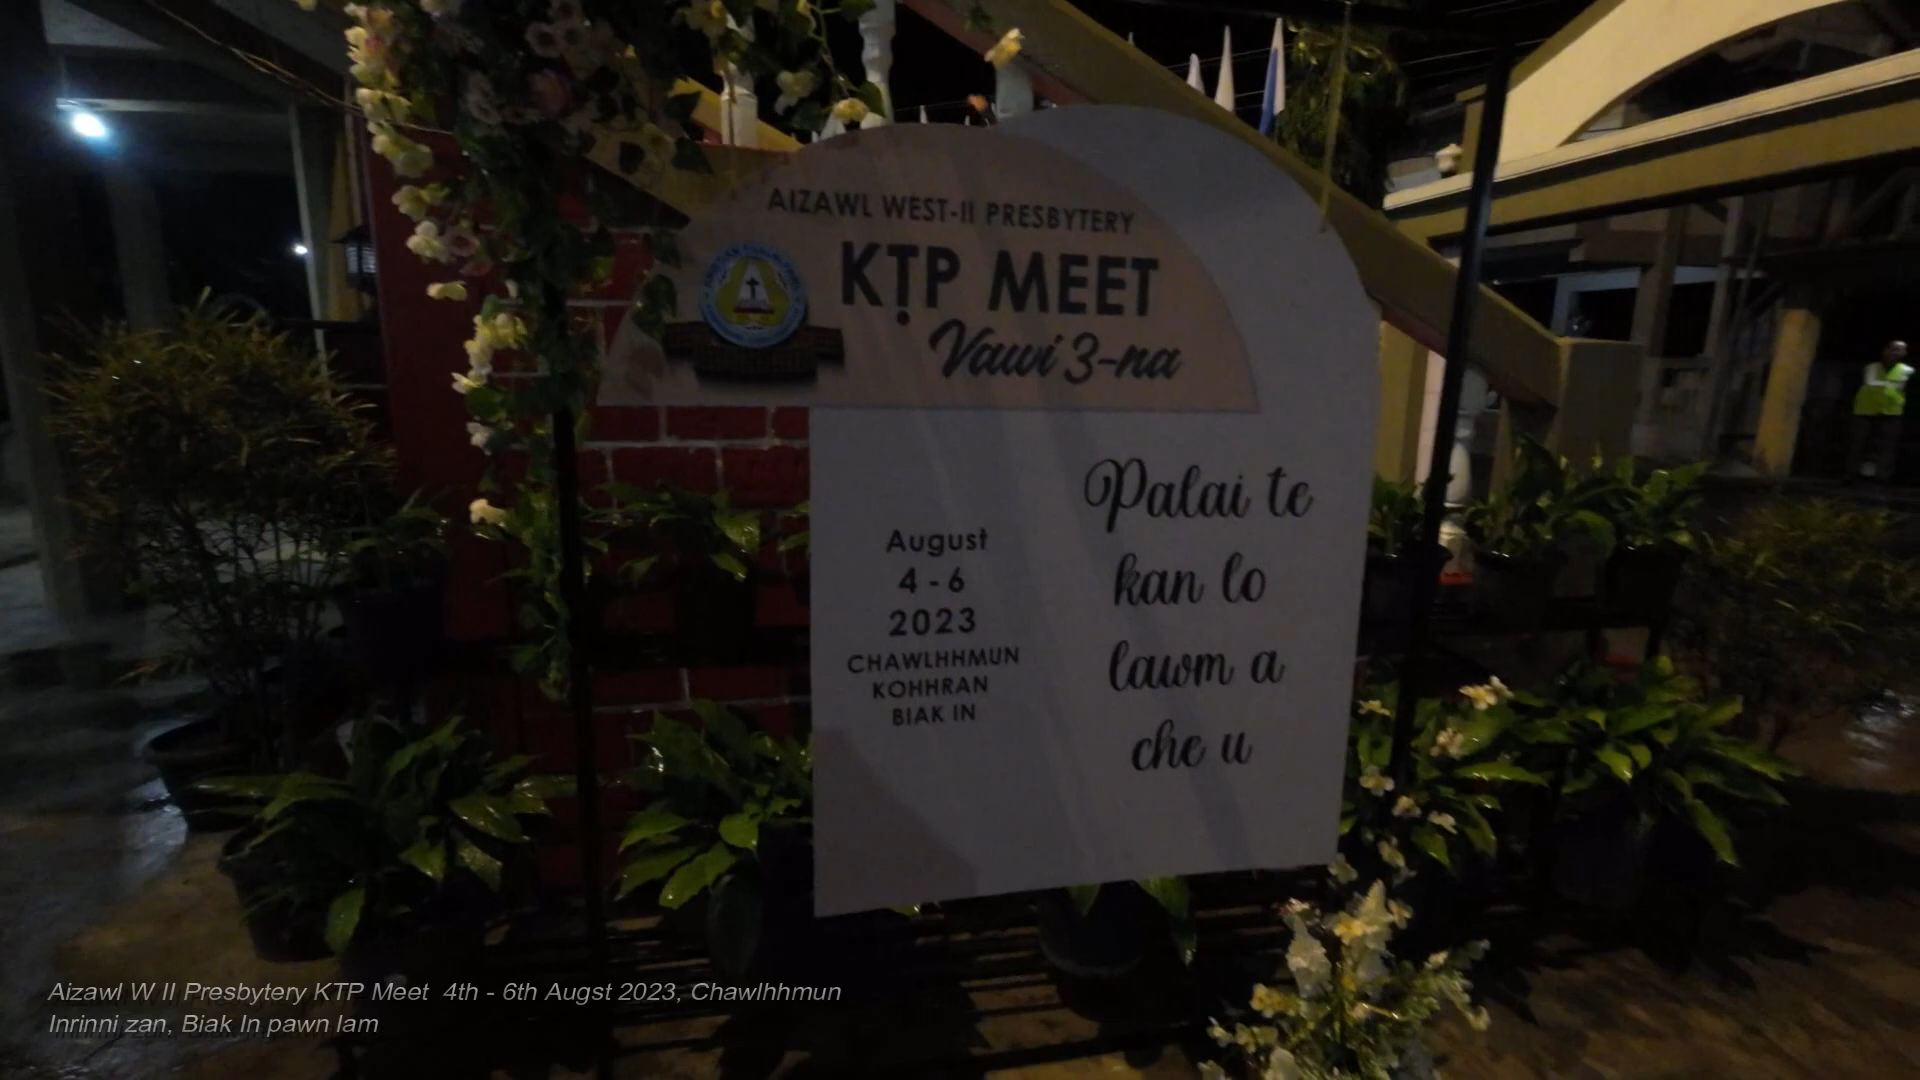 AIZAWL WEST-II PRESBYTERY
KṬP MEET
Vawi 3-na
August
4 - 6
2023
CHAWLHHMUN
KOHHRAN
BIAK IN
Palai te
kan lo
lawm a
che u
Aizawl W II Presbytery KTP Meet 4th - 6th Augst 2023, Chawlhhmun
Inrinni zan, Biak In pawn lam